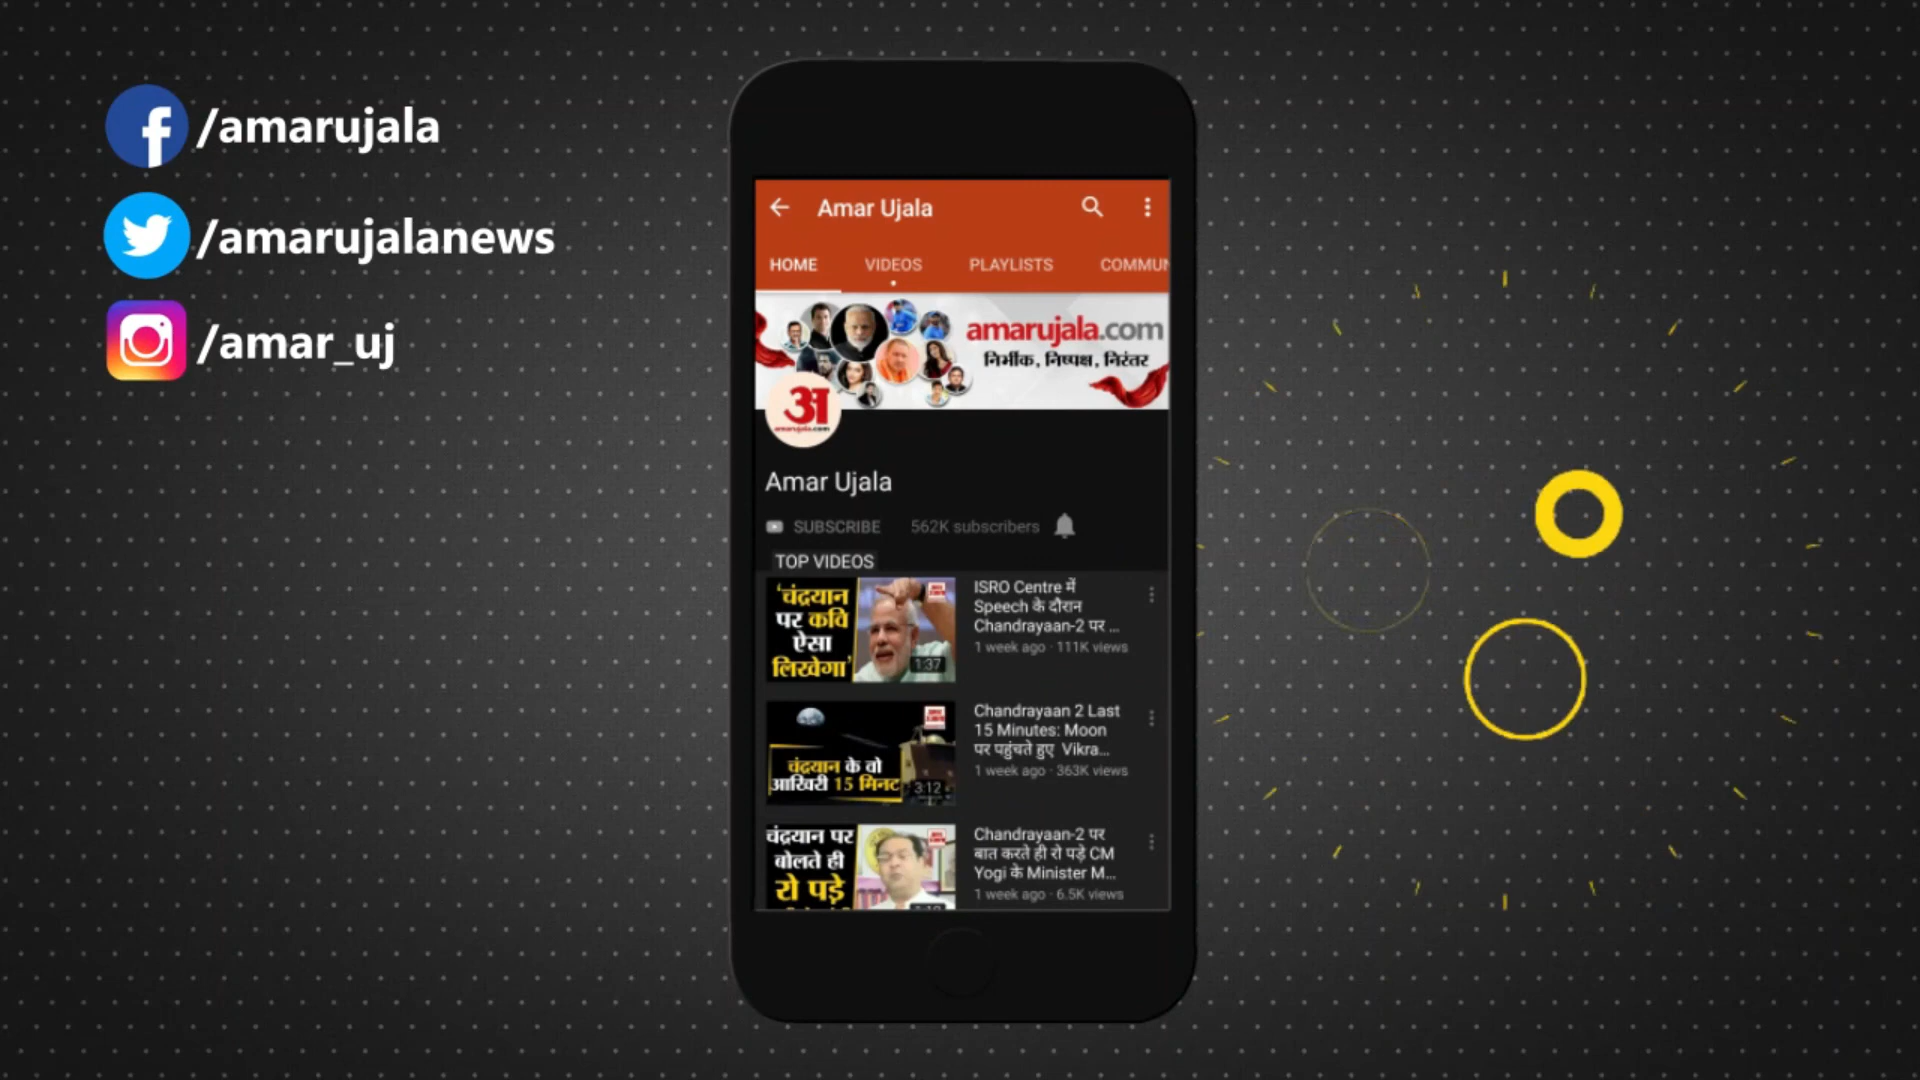 /amarujala
/amarujalanews
/amar_uj
Amar Ujala
HOME VIDEOS PLAYLISTS COMMUN
amarujala.com
निर्भीक, निष्पक्ष, निरंतर
अ
amarujala.com
Amar Ujala
SUBSCRIBE 562K subscribers
TOP VIDEOS
'चंद्रयान
पर कवि
ऐसा
लिखेगा'
1:37
ISRO Centre में
Speech के दौरान
Chandrayaan-2 पर ...
1 week ago · 111K views
चंद्रयान के वो
आखिरी 15 मिनट
3:12
Chandrayaan 2 Last
15 Minutes: Moon
पर पहुंचते हुए Vikra...
1 week ago · 363K views
चंद्रयान पर
बोलते ही
रो पड़े
Chandrayaan-2 पर
बात करते ही रो पड़े CM
Yogi के Minister M...
1 week ago · 6.5K views